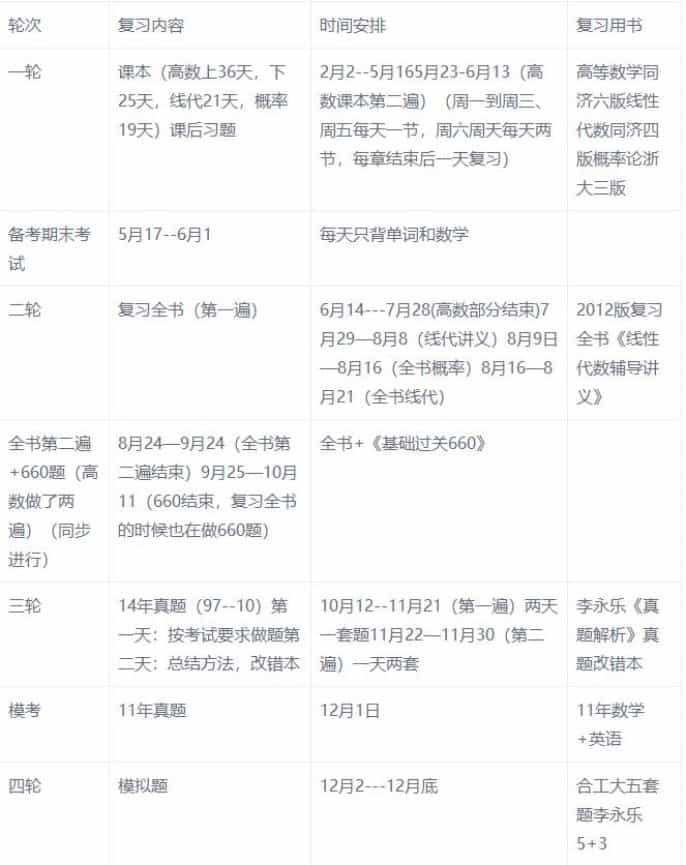 轮次
复习内容
时间安排
复习用书
一轮
课本（高数上36天，下
25天，线代21天，概率
19天）课后习题
2月2--5月165月23-6月13（高
数课本第二遍）（周一到周三、
周五每天一节，周六周天每天两
节，每章结束后一天复习）
高等数学同
济六版线性
代数同济四
版概率论浙
大三版
备考期末考
试
5月17--6月1
每天只背单词和数学
二轮
复习全书（第一遍）
6月14---7月28(高数部分结束)7
月29—8月8（线代讲义）8月9日
—8月16（全书概率）8月16—8
月21（全书线代）
2012版复习
全书《线性
代数辅导讲
义》
全书第二遍
+660题（高
数做了两
遍）（同步
进行）
8月24—9月24（全书第
二遍结束）9月25—10月
11（660结束，复习全书
的时候也在做660题）
全书+《基础过关660》
三轮
14年真题（97--10）第
一天：按考试要求做题第
二天：总结方法，改错本
10月12--11月21（第一遍）两天
一套题11月22—11月30（第二
遍）一天两套
李永乐《真
题解析》真
题改错本
模考
11年真题
12月1日
11年数学
+英语
四轮
模拟题
12月2---12月底
合工大五套
题李永乐
5+3